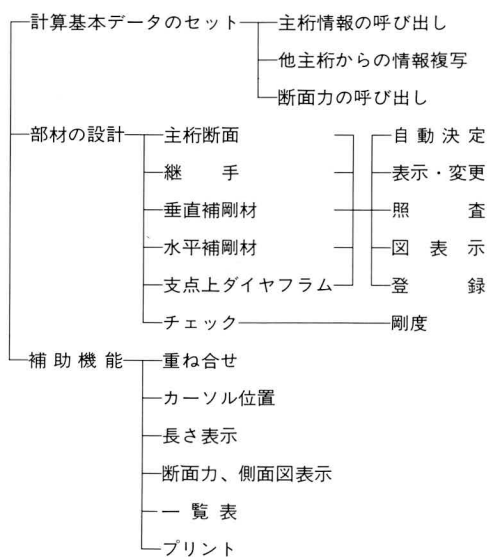 計算基本データのセット 主桁情報の呼び出し
他主桁からの情報複写
断面力の呼び出し
部材の設計 主桁断面 自動決定
継手 表示・変更
垂直補剛材 照査
水平補剛材 図表示
支点上ダイヤフラム 登録
チェック 剛度
補助機能 重ね合せ
カーソル位置
長さ表示
断面力、側面図表示
一覧表
プリント